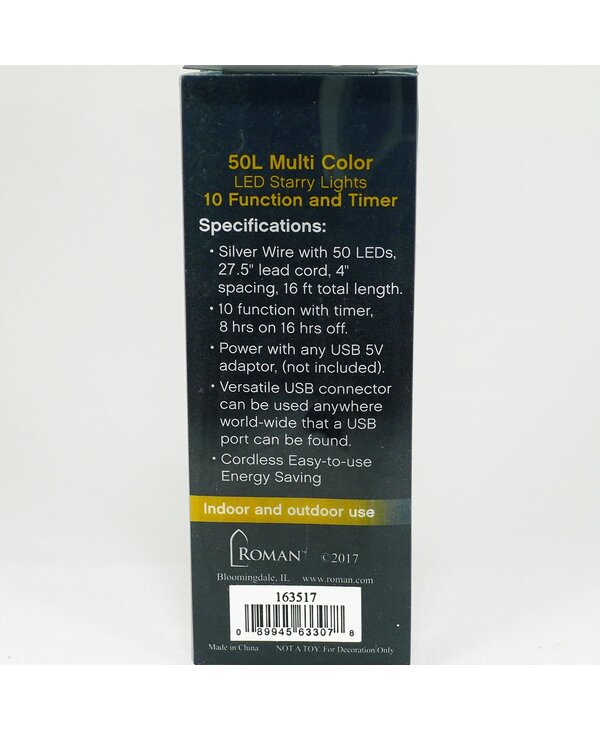 50L Multi Color
LED Starry Lights
10 Function and Timer
Specifications:
• Silver Wire with 50 LEDs,
27.5" lead cord, 4"
spacing, 16 ft total length.
• 10 function with timer,
8 hrs on 16 hrs off.
• Power with any USB 5V
adaptor, (not included).
• Versatile USB connector
can be used anywhere
world-wide that a USB
port can be found.
• Cordless Easy-to-use
Energy Saving
Indoor and outdoor use
ROMAN™ ©2017
Bloomingdale, IL www.roman.com
163517
0 89945 63307 8
Made in China NOT A TOY. For Decoration Only